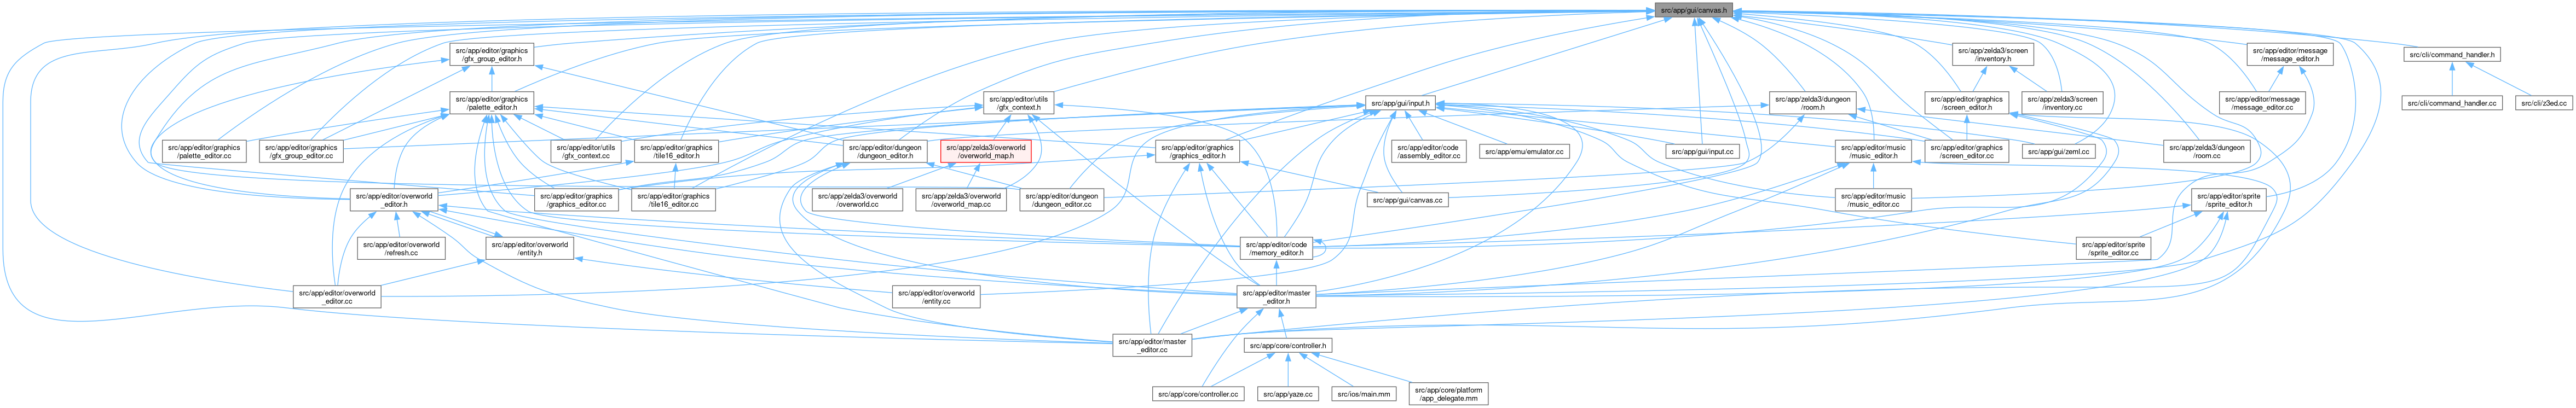 src/app/gui/canvas.h
src/app/editor/graphics
/gfx_group_editor.h
src/app/zelda3/screen
/inventory.h
src/app/editor/message
/message_editor.h
src/cli/command_handler.h
src/app/editor/graphics
/palette_editor.h
src/app/editor/utils
/gfx_context.h
src/app/gui/input.h
src/app/zelda3/dungeon
/room.h
src/app/editor/graphics
/screen_editor.h
src/app/zelda3/screen
/inventory.cc
src/app/editor/message
/message_editor.cc
src/cli/command_handler.cc
src/cli/z3ed.cc
src/app/editor/graphics
/palette_editor.cc
src/app/editor/graphics
/gfx_group_editor.cc
src/app/editor/utils
/gfx_context.cc
src/app/editor/graphics
/tile16_editor.h
src/app/editor/dungeon
/dungeon_editor.h
src/app/zelda3/overworld
/overworld_map.h
src/app/editor/graphics
/graphics_editor.h
src/app/editor/code
/assembly_editor.cc
src/app/emu/emulator.cc
src/app/gui/input.cc
src/app/editor/music
/music_editor.h
src/app/editor/graphics
/screen_editor.cc
src/app/gui/zeml.cc
src/app/zelda3/dungeon
/room.cc
src/app/editor/overworld
_editor.h
src/app/editor/graphics
/graphics_editor.cc
src/app/editor/graphics
/tile16_editor.cc
src/app/zelda3/overworld
/overworld.cc
src/app/zelda3/overworld
/overworld_map.cc
src/app/editor/dungeon
/dungeon_editor.cc
src/app/gui/canvas.cc
src/app/editor/music
/music_editor.cc
src/app/editor/sprite
/sprite_editor.h
src/app/editor/overworld
/refresh.cc
src/app/editor/overworld
/entity.h
src/app/editor/code
/memory_editor.h
src/app/editor/sprite
/sprite_editor.cc
src/app/editor/overworld
_editor.cc
src/app/editor/overworld
/entity.cc
src/app/editor/master
_editor.h
src/app/editor/master
_editor.cc
src/app/core/controller.h
src/app/core/controller.cc
src/app/yaze.cc
src/ios/main.mm
src/app/core/platform
/app_delegate.mm